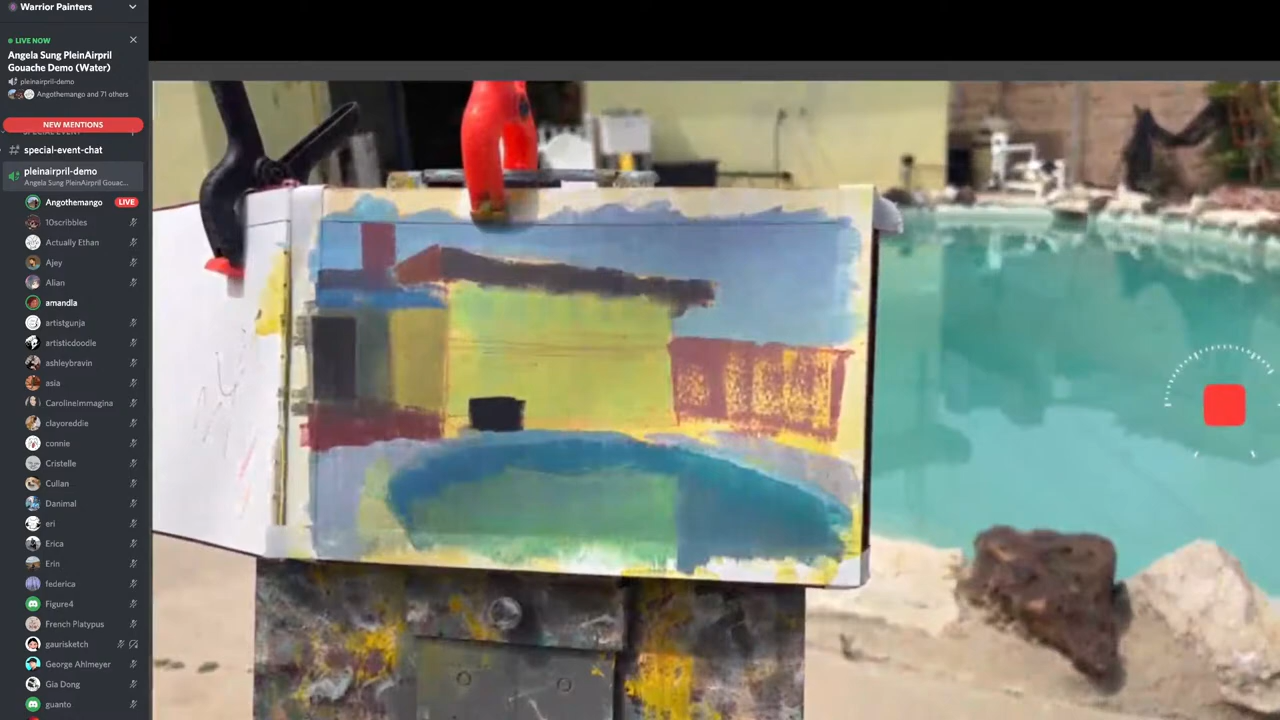 Warrior Painters
LIVE NOW
Angela Sung PleinAirpril
Gouache Demo (Water)
pleinairpril-demo
Angothemango and 71 others
NEW MENTIONS
SPECIAL EVENT
# special-event-chat
pleinairpril-demo
Angela Sung PleinAirpril Gouac...
Angothemango LIVE
10scribbles
Actually Ethan
Ajey
Alian
amandla
artistgunja
artisticdoodle
ashleybravin
asia
Carolineimmagina
clayoreddie
connie
Cristelle
Cullan
Danimal
eri
Erica
Erin
federica
Figure4
French Platypus
gaurisketch
George Ahlmeyer
Gia Dong
guanto